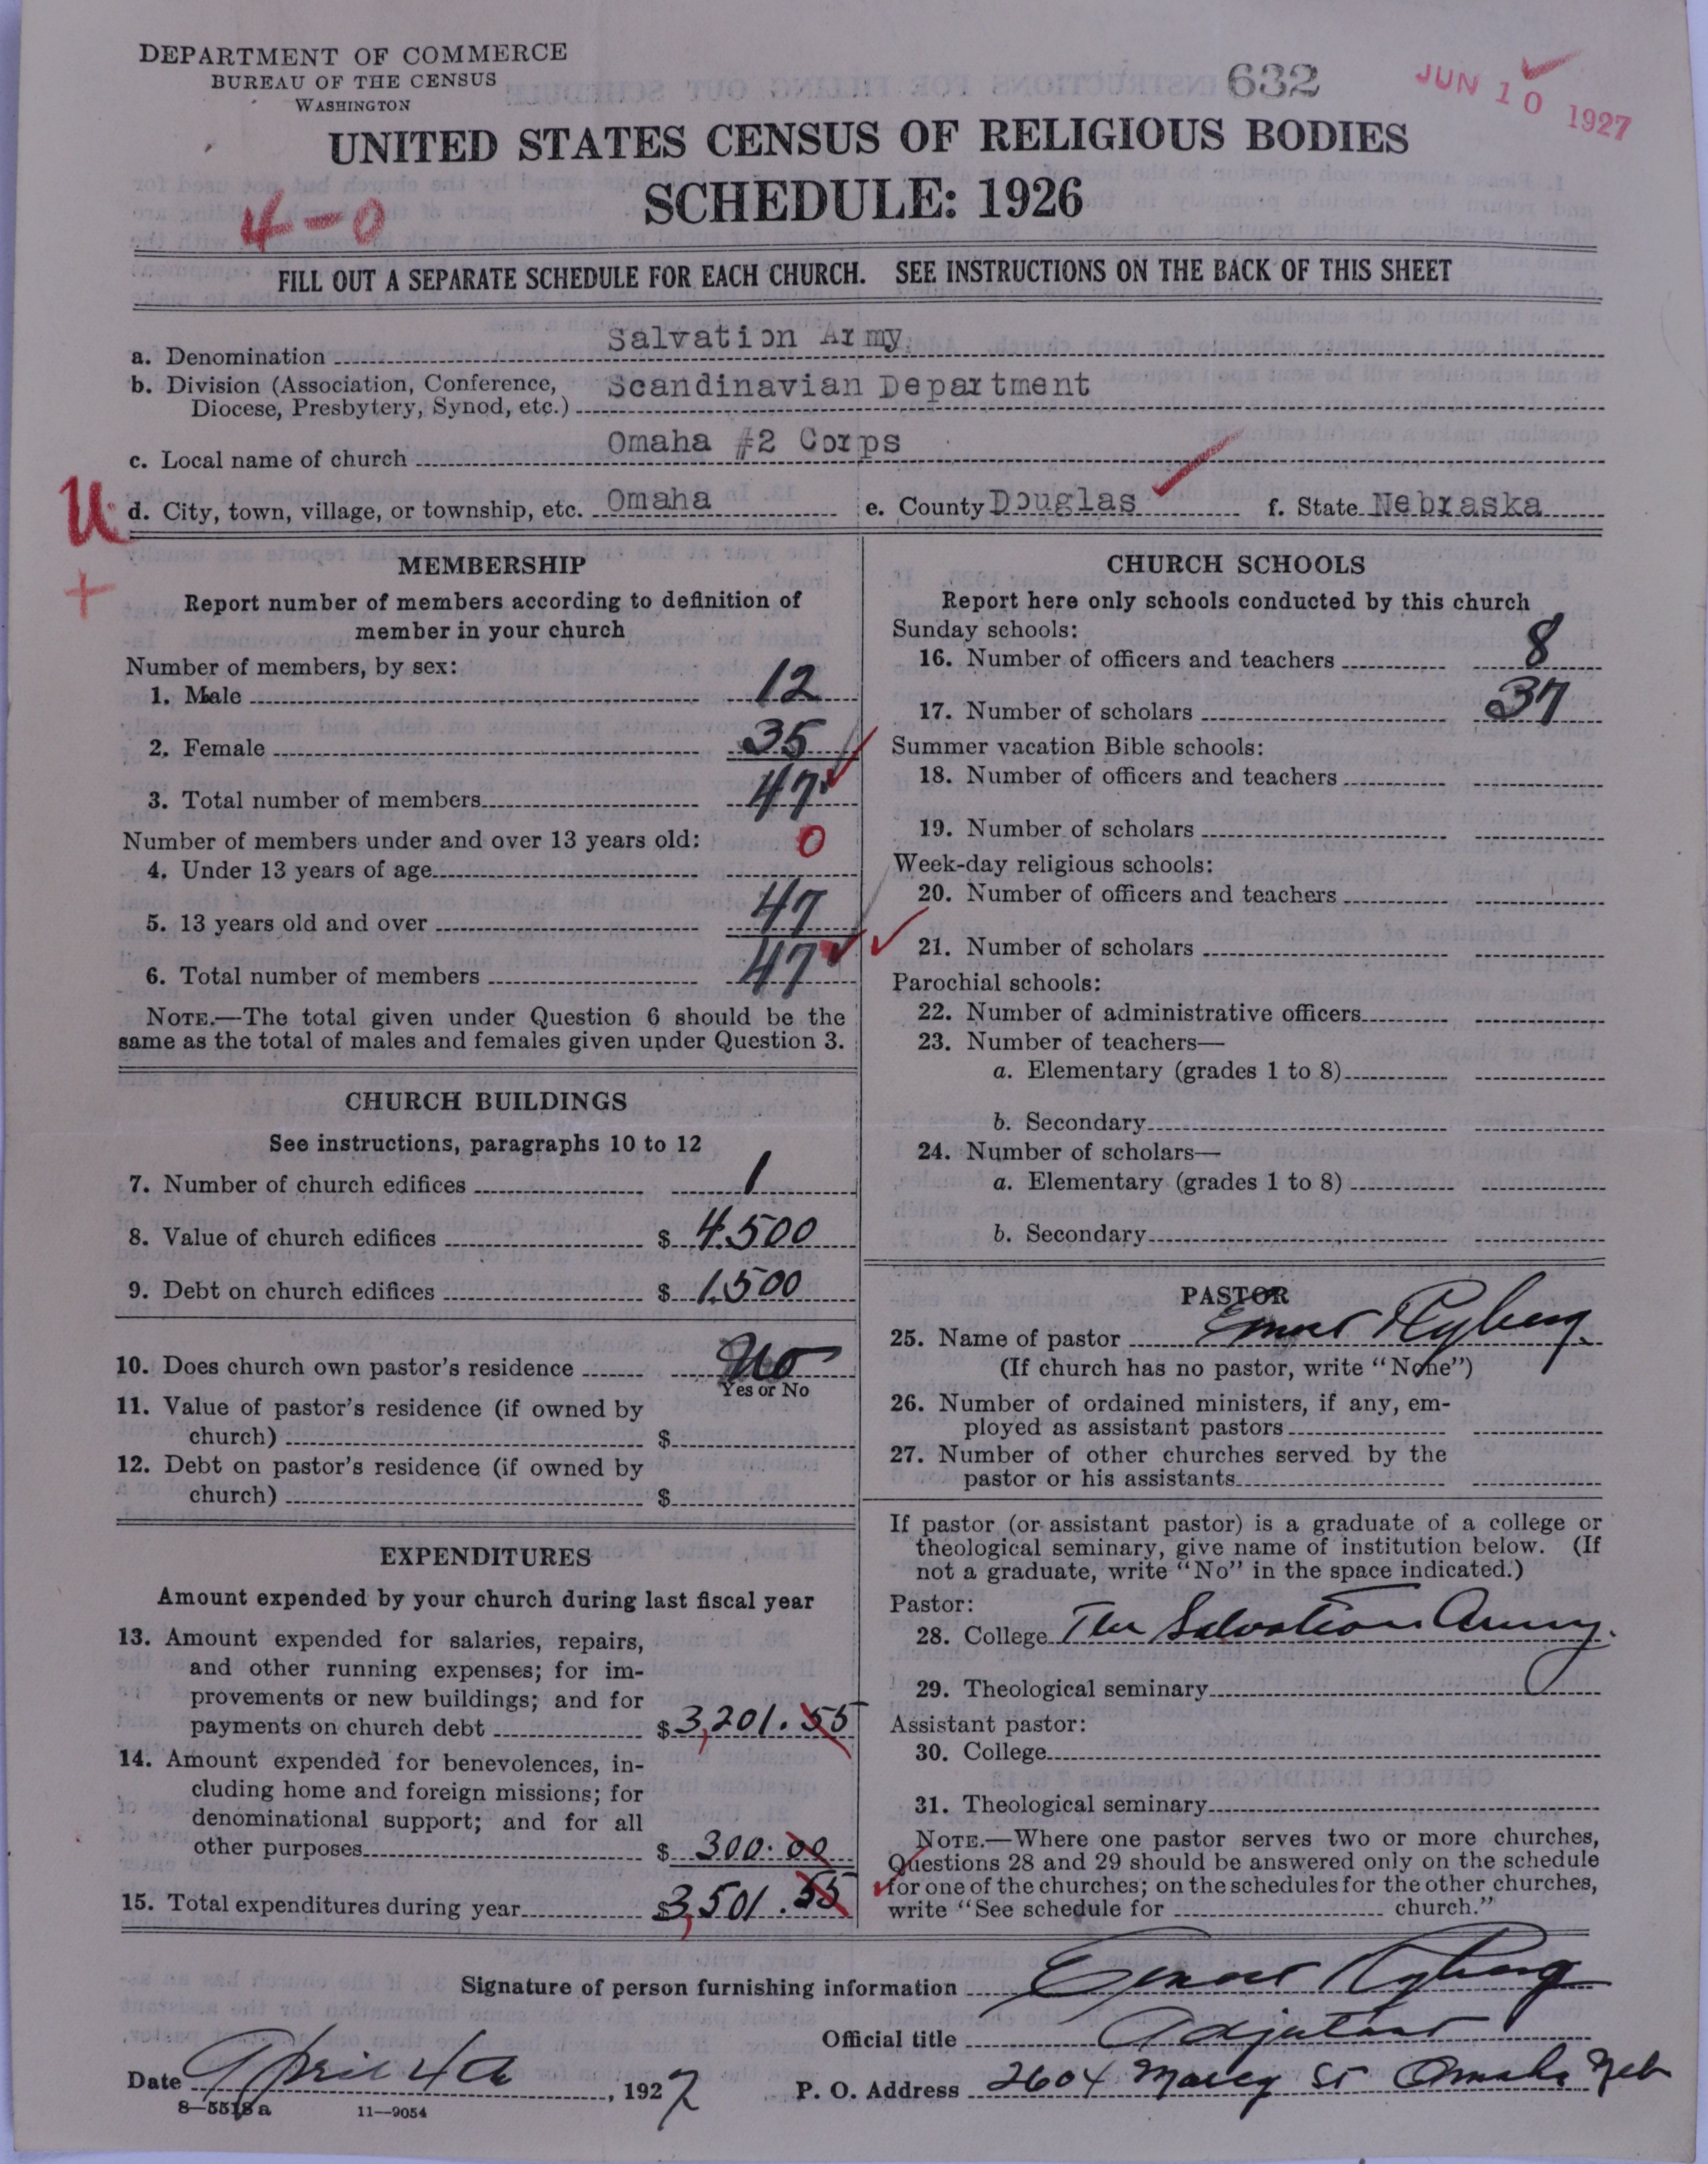 DEPARTMENT OF COMMERCE
BUREAU OF THE CENSUS
WASHINGTON
632
JUN 10 1927
UNITED STATES CENSUS OF RELIGIOUS BODIES
SCHEDULE: 1926
4-0
FILL OUT A SEPARATE SCHEDULE FOR EACH CHURCH. SEE INSTRUCTIONS ON THE BACK OF THIS SHEET
a. Denomination Salvation Army
b. Division (Association, Conference, Scandinavian Department
Diocese, Presbytery, Synod, etc.)
c. Local name of church Omaha #2 Corps
U d. City, town, village, or township, etc. Omaha e. County Douglas f. State Nebraska
+
MEMBERSHIP
Report number of members according to definition of
member in your church
Number of members, by sex:
1. Male 12
2. Female 35
3. Total number of members 47
Number of members under and over 13 years old: 0
4. Under 13 years of age
5. 13 years old and over 47
6. Total number of members 47
NOTE.—The total given under Question 6 should be the
same as the total of males and females given under Question 3.
CHURCH BUILDINGS
See instructions, paragraphs 10 to 12
7. Number of church edifices 1
8. Value of church edifices $ 4.500
9. Debt on church edifices $ 1.500
10. Does church own pastor's residence No
Yes or No
11. Value of pastor's residence (if owned by
church) $
12. Debt on pastor's residence (if owned by
church) $
EXPENDITURES
Amount expended by your church during last fiscal year
13. Amount expended for salaries, repairs,
and other running expenses; for im-
provements or new buildings; and for
payments on church debt $ 3,201.55
14. Amount expended for benevolences, in-
cluding home and foreign missions; for
denominational support; and for all
other purposes $ 300.00
15. Total expenditures during year $ 3,501.55
CHURCH SCHOOLS
Report here only schools conducted by this church
Sunday schools:
16. Number of officers and teachers 8
17. Number of scholars 37
Summer vacation Bible schools:
18. Number of officers and teachers
19. Number of scholars
Week-day religious schools:
20. Number of officers and teachers
21. Number of scholars
Parochial schools:
22. Number of administrative officers
23. Number of teachers—
a. Elementary (grades 1 to 8)
b. Secondary
24. Number of scholars—
a. Elementary (grades 1 to 8)
b. Secondary
PASTOR
25. Name of pastor Ryberg
(If church has no pastor, write "None")
26. Number of ordained ministers, if any, em-
ployed as assistant pastors
27. Number of other churches served by the
pastor or his assistants
If pastor (or assistant pastor) is a graduate of a college or
theological seminary, give name of institution below. (If
not a graduate, write "No" in the space indicated.)
Pastor:
28. College The Salvation Army.
29. Theological seminary
Assistant pastor:
30. College
31. Theological seminary
NOTE.—Where one pastor serves two or more churches,
Questions 28 and 29 should be answered only on the schedule
for one of the churches; on the schedules for the other churches,
write "See schedule for church."
Signature of person furnishing information Ryberg
Official title Adjutant
Date April 4th, 1927 P. O. Address 2604 Marcy St Omaha Neb
8—5518 a 11—9054